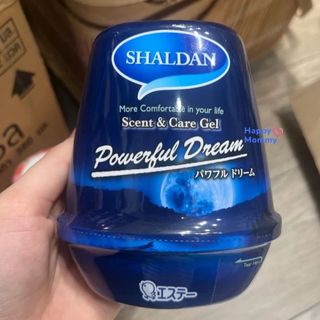 SHALDAN
More Comfortable in your life
Scent & Care Gel
Happy
Mommy
Powerful Dream
パワフル ドリーム
エステー